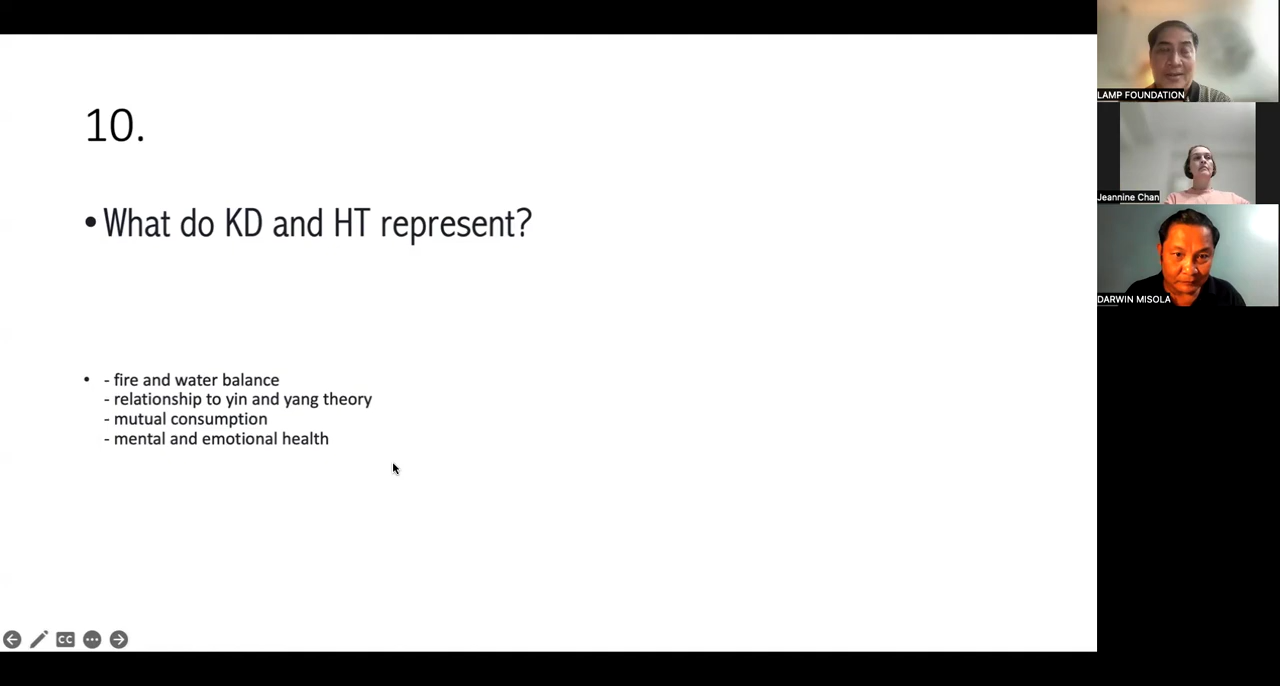 10.
• What do KD and HT represent?
• - fire and water balance
- relationship to yin and yang theory
- mutual consumption
- mental and emotional health
CC
LAMP FOUNDATION
Jeannine Chan
DARWIN MISOLA